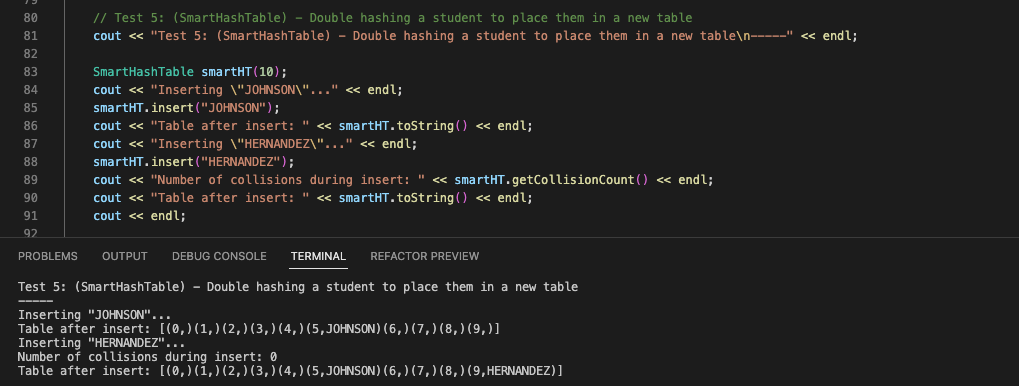 79
80 // Test 5: (SmartHashTable) – Double hashing a student to place them in a new table
81 cout << "Test 5: (SmartHashTable) – Double hashing a student to place them in a new table\n-----" << endl;
82
83 SmartHashTable smartHT(10);
84 cout << "Inserting \"JOHNSON\"..." << endl;
85 smartHT.insert("JOHNSON");
86 cout << "Table after insert: " << smartHT.toString() << endl;
87 cout << "Inserting \"HERNANDEZ\"..." << endl;
88 smartHT.insert("HERNANDEZ");
89 cout << "Number of collisions during insert: " << smartHT.getCollisionCount() << endl;
90 cout << "Table after insert: " << smartHT.toString() << endl;
91 cout << endl;
92
PROBLEMS OUTPUT DEBUG CONSOLE TERMINAL REFACTOR PREVIEW
Test 5: (SmartHashTable) – Double hashing a student to place them in a new table
-----
Inserting "JOHNSON"...
Table after insert: [(0,)(1,)(2,)(3,)(4,)(5,JOHNSON)(6,)(7,)(8,)(9,)]
Inserting "HERNANDEZ"...
Number of collisions during insert: 0
Table after insert: [(0,)(1,)(2,)(3,)(4,)(5,JOHNSON)(6,)(7,)(8,)(9,HERNANDEZ)]